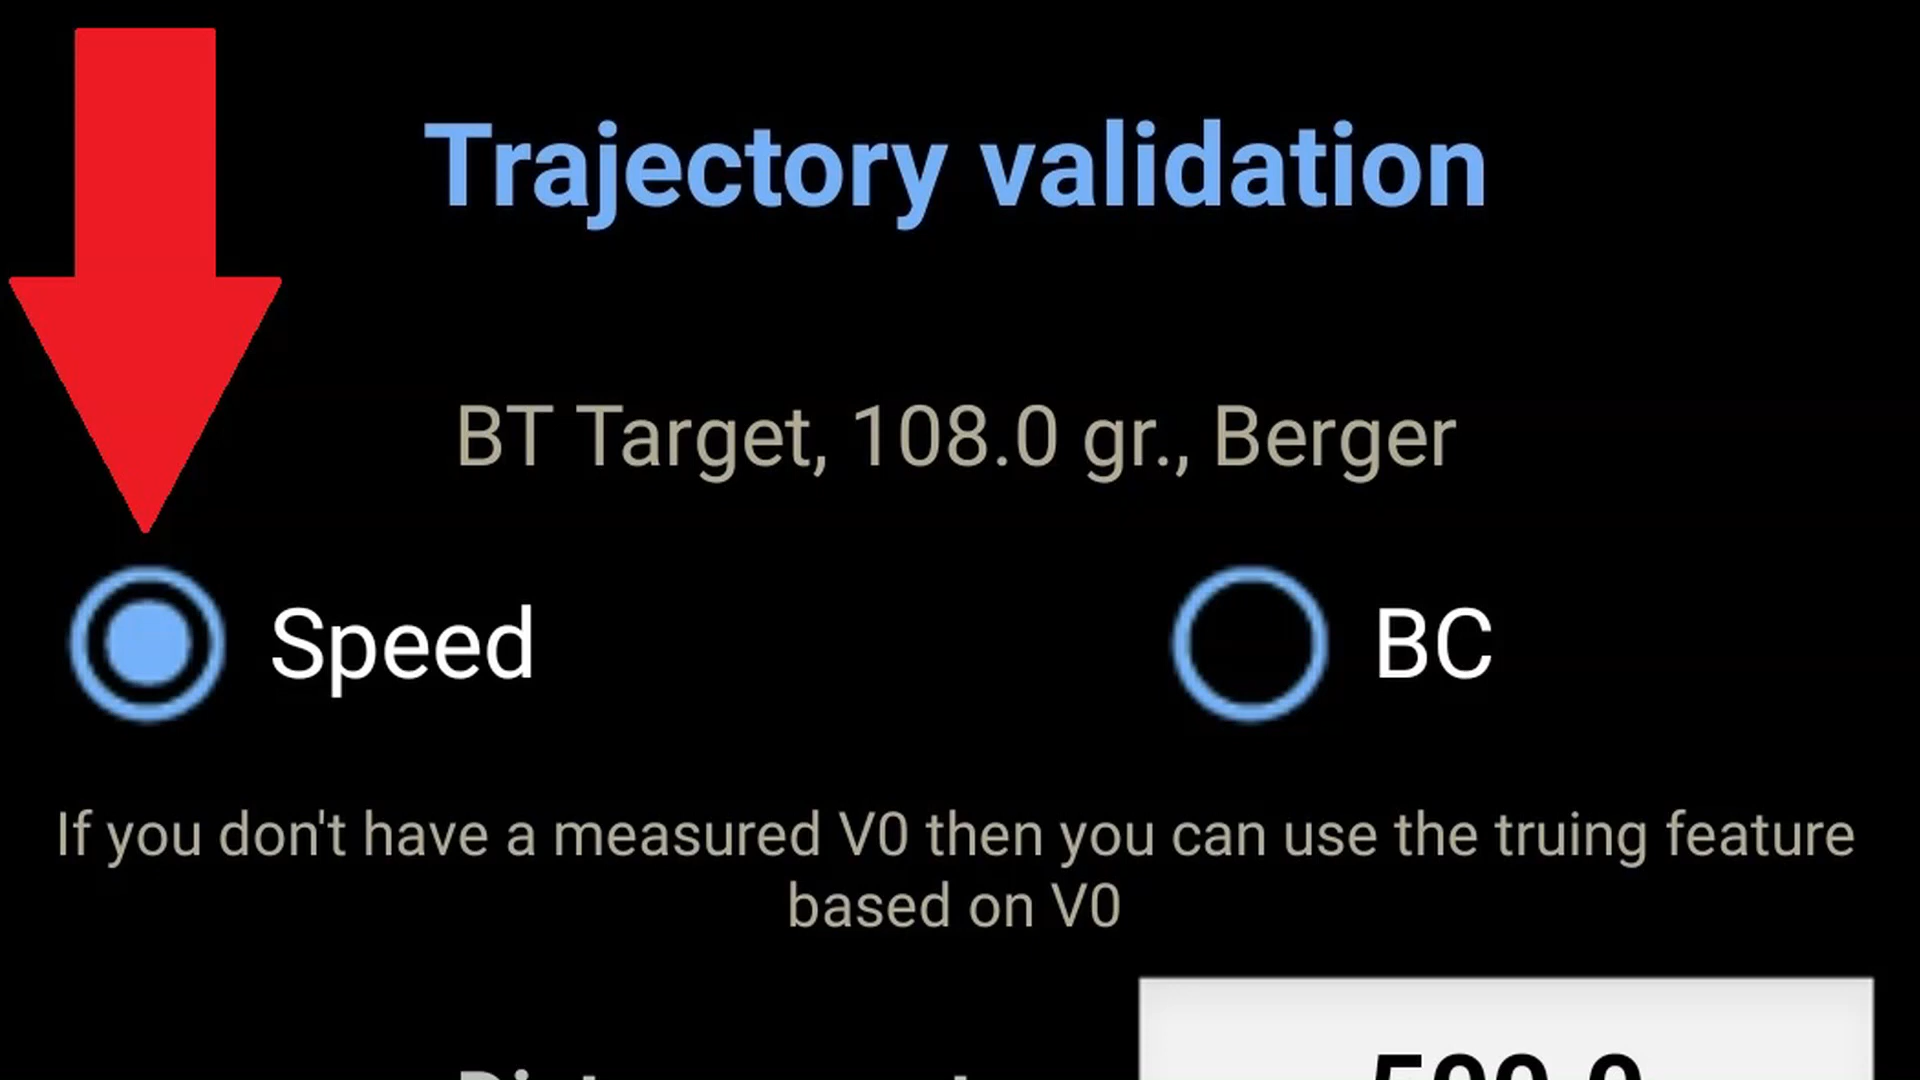 Trajectory validation
BT Target, 108.0 gr., Berger
Speed
BC
If you don't have a measured V0 then you can use the truing feature
based on V0